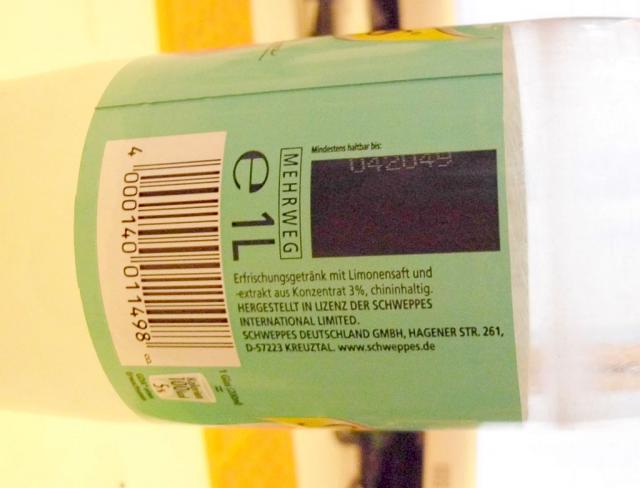 Mindestens haltbar bis:
042049
MEHRWEG
e 1L
4 000140 011498
Erfrischungsgetränk mit Limonensaft und
-extrakt aus Konzentrat 3%, chininhaltig.
HERGESTELLT IN LIZENZ DER SCHWEPPES
INTERNATIONAL LIMITED.
SCHWEPPES DEUTSCHLAND GMBH, HAGENER STR. 261,
D-57223 KREUZTAL. www.schweppes.de